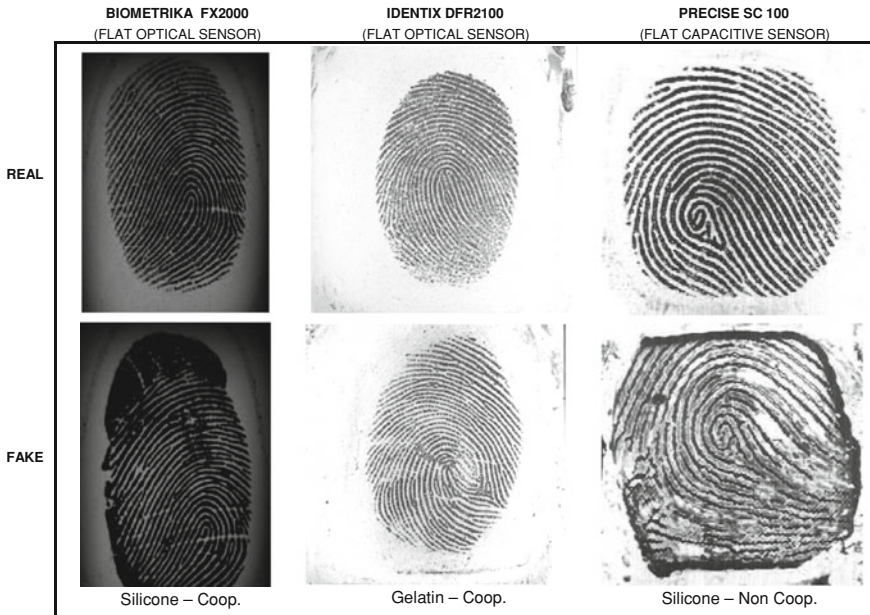 BIOMETRIKA FX2000
(FLAT OPTICAL SENSOR)
IDENTIX DFR2100
(FLAT OPTICAL SENSOR)
PRECISE SC 100
(FLAT CAPACITIVE SENSOR)
REAL
FAKE
Silicone – Coop.
Gelatin – Coop.
Silicone – Non Coop.